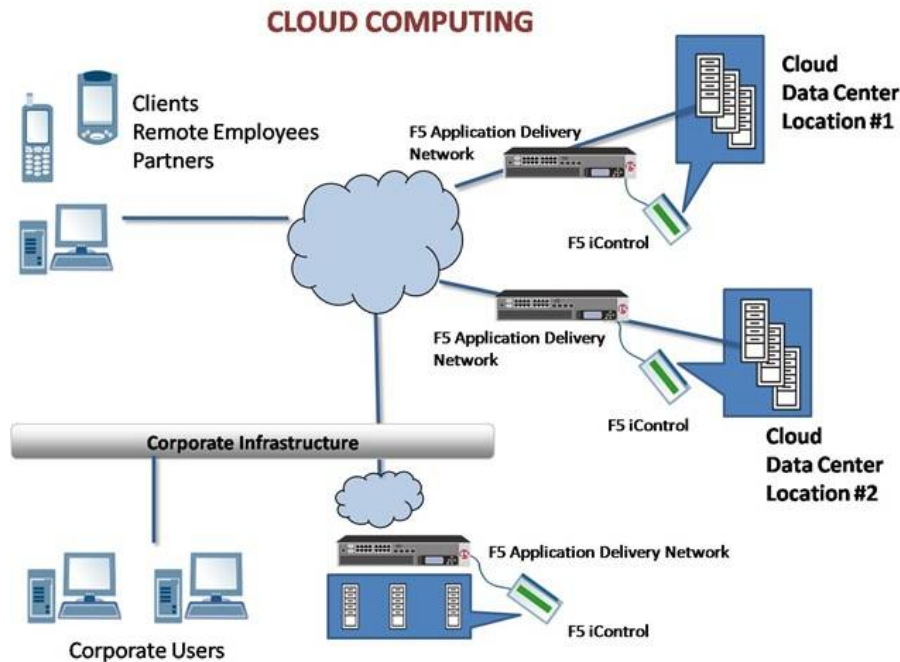 CLOUD COMPUTING
Clients
Remote Employees
Partners
F5 Application Delivery
Network
F5 iControl
Cloud
Data Center
Location #1
F5 Application Delivery
Network
F5 iControl
Cloud
Data Center
Location #2
Corporate Infrastructure
F5 Application Delivery Network
F5 iControl
Corporate Users